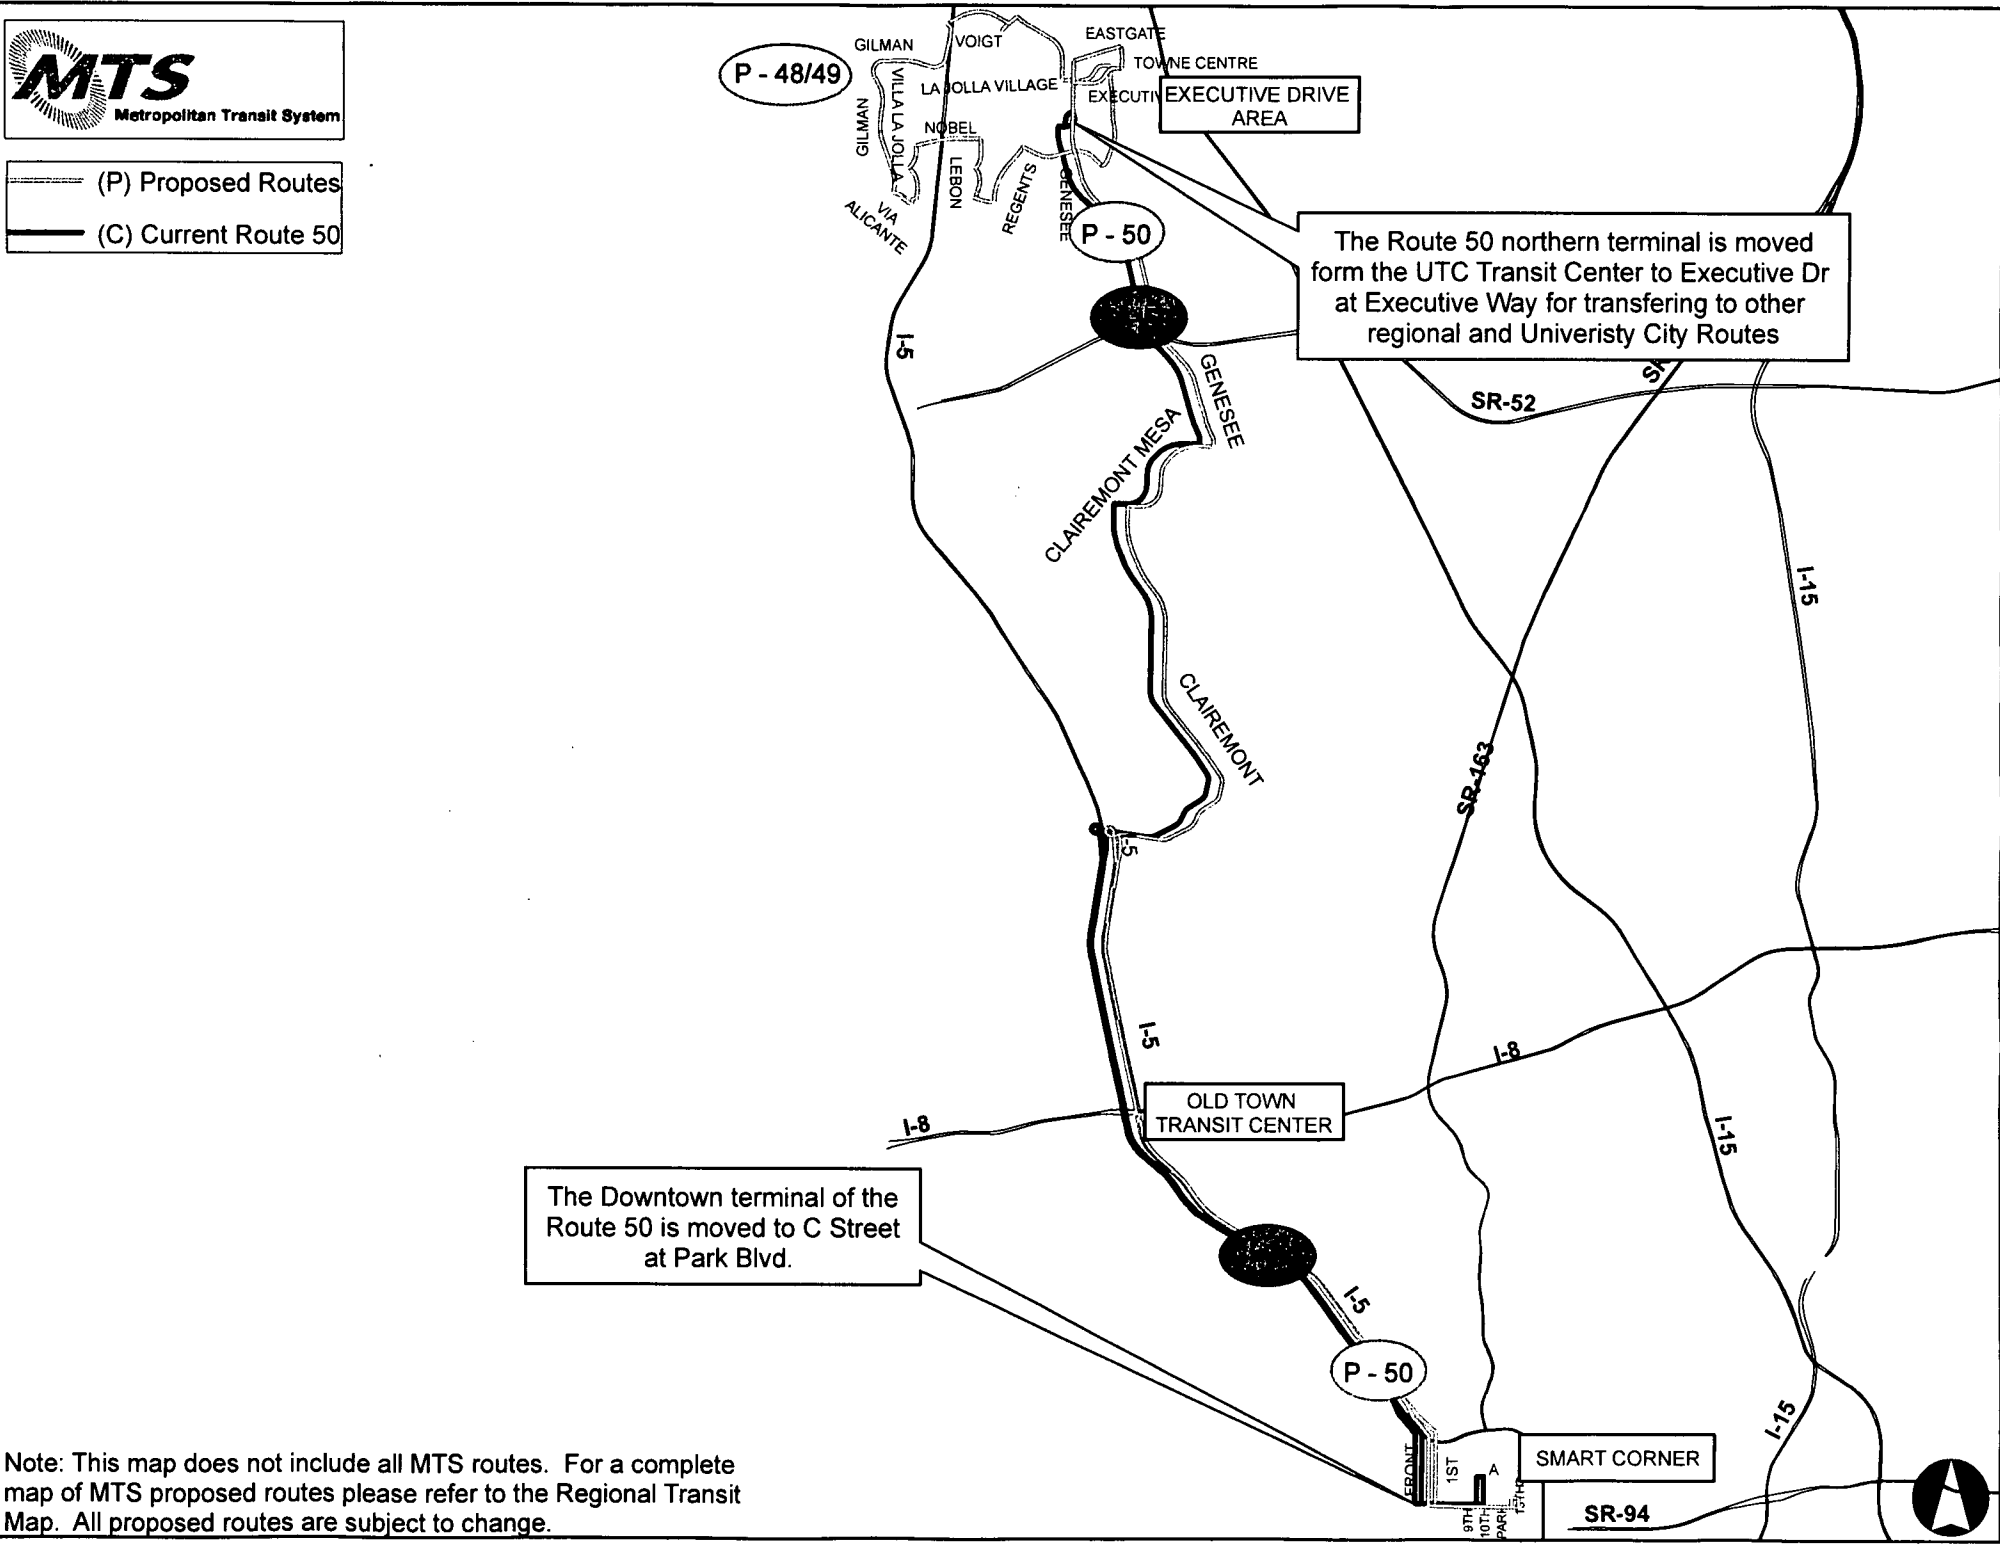 MTS
Metropolitan Transit System
(P) Proposed Routes
(C) Current Route 50
P - 48/49
GILMAN
VOIGT
EASTGATE
TOWNE CENTRE
LA JOLLA VILLAGE
VILLA LA JOLLA
GILMAN
EXECUTIVE DRIVE
AREA
NOBEL
LEBON
REGENTS
GENESEE
VIA
ALICANTE
P - 50
The Route 50 northern terminal is moved
form the UTC Transit Center to Executive Dr
at Executive Way for transfering to other
regional and Univeristy City Routes
I-5
GENESEE
SR-52
CLAIREMONT MESA
I-15
CLAIREMONT
SR-163
I-5
I-8
OLD TOWN
TRANSIT CENTER
I-8
I-15
The Downtown terminal of the
Route 50 is moved to C Street
at Park Blvd.
I-5
P - 50
I-15
FRONT
1ST
A
SMART CORNER
9TH
10TH
SR-94
Note: This map does not include all MTS routes. For a complete
map of MTS proposed routes please refer to the Regional Transit
Map. All proposed routes are subject to change.